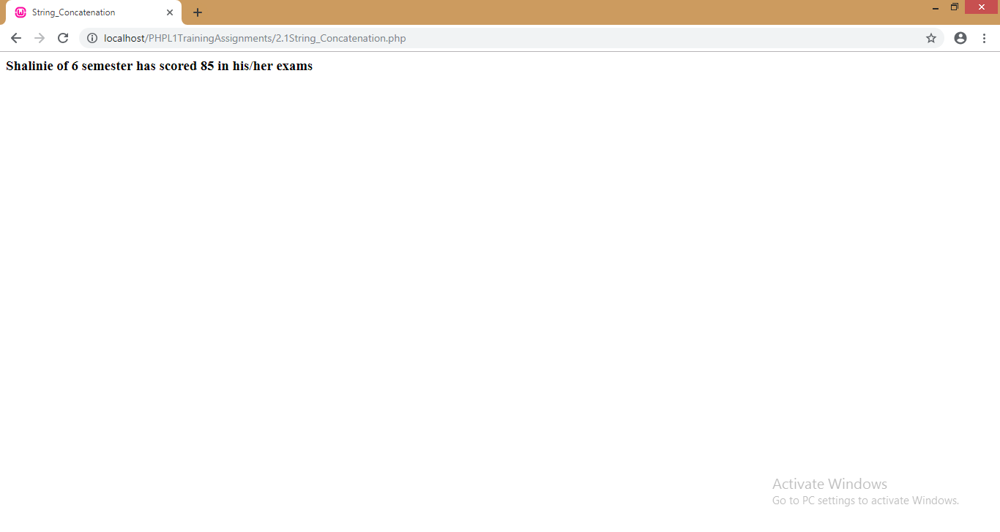 String_Concatenation
localhost/PHPL1TrainingAssignments/2.1String_Concatenation.php
Shalinie of 6 semester has scored 85 in his/her exams
Activate Windows
Go to PC settings to activate Windows.